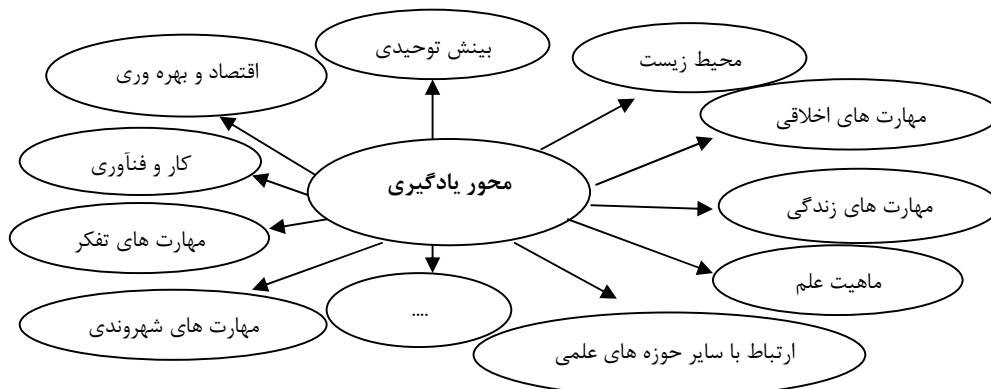 بینش توحیدی
محیط زیست
اقتصاد و بهره وری
مهارت های اخلاقی
کار و فنآوری
محور یادگیری
مهارت های زندگی
مهارت های تفکر
ماهیت علم
....
مهارت های شهروندی
ارتباط با سایر حوزه های علمی